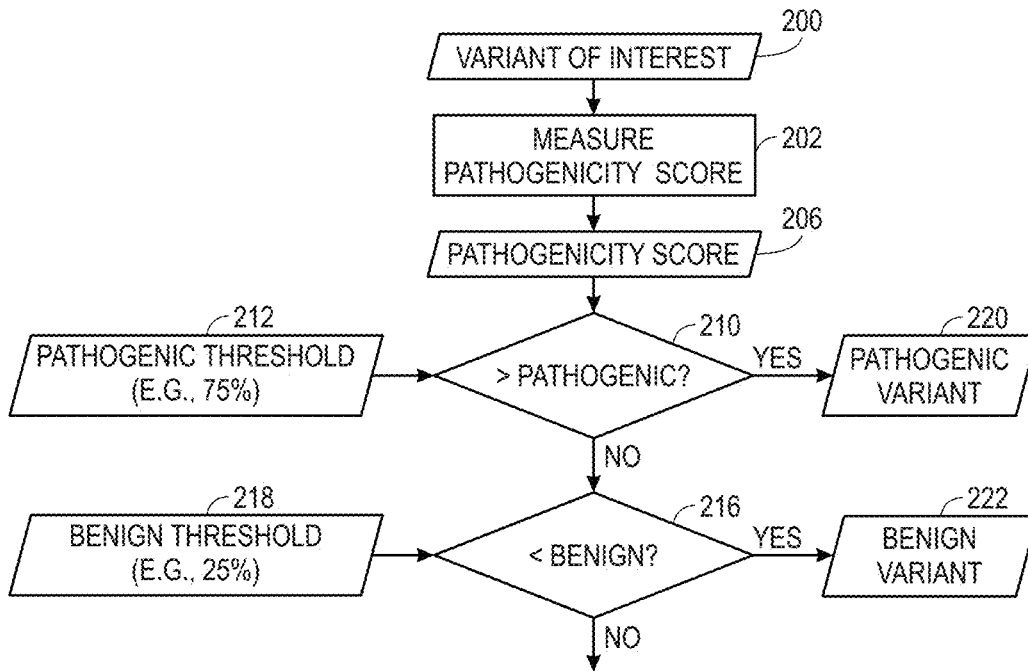 200
VARIANT OF INTEREST
MEASURE
PATHOGENICITY SCORE
202
206
PATHOGENICITY SCORE
212
PATHOGENIC THRESHOLD
(E.G., 75%)
210
> PATHOGENIC?
YES
220
PATHOGENIC
VARIANT
NO
218
BENIGN THRESHOLD
(E.G., 25%)
216
< BENIGN?
YES
222
BENIGN
VARIANT
NO